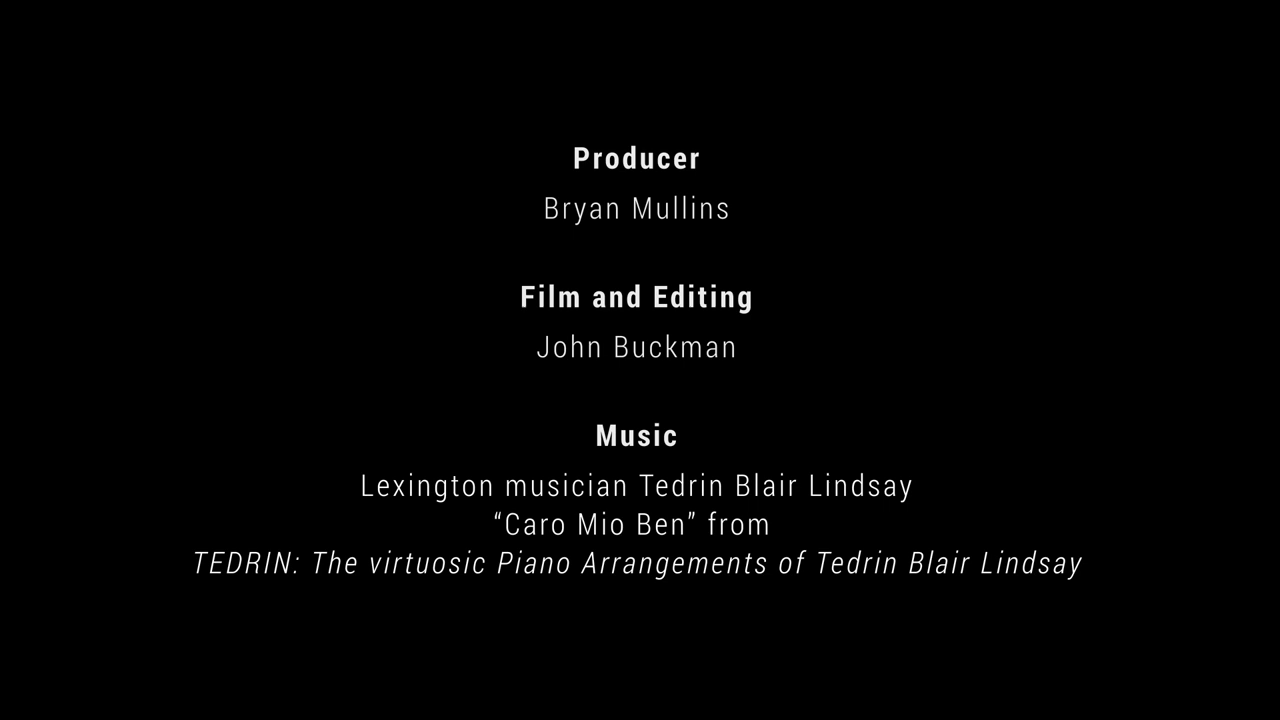 Producer
Bryan Mullins
Film and Editing
John Buckman
Music
Lexington musician Tedrin Blair Lindsay
“Caro Mio Ben” from
TEDRIN: The virtuosic Piano Arrangements of Tedrin Blair Lindsay